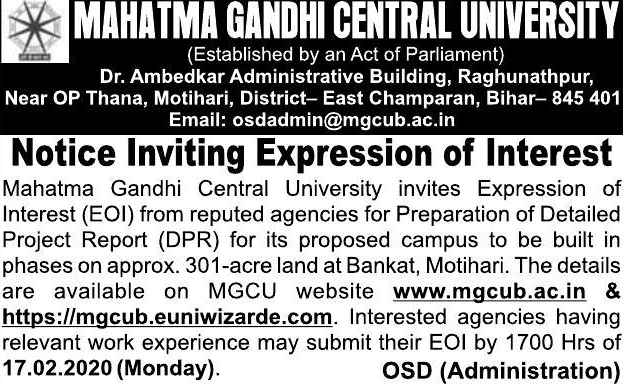 MAHATMA GANDHI CENTRAL UNIVERSITY
(Established by an Act of Parliament)
Dr. Ambedkar Administrative Building, Raghunathpur,
Near OP Thana, Motihari, District– East Champaran, Bihar– 845 401
Email: osdadmin@mgcub.ac.in
Notice Inviting Expression of Interest
Mahatma Gandhi Central University invites Expression of
Interest (EOI) from reputed agencies for Preparation of Detailed
Project Report (DPR) for its proposed campus to be built in
phases on approx. 301-acre land at Bankat, Motihari. The details
are available on MGCU website www.mgcub.ac.in &
https://mgcub.euniwizarde.com. Interested agencies having
relevant work experience may submit their EOI by 1700 Hrs of
17.02.2020 (Monday). OSD (Administration)